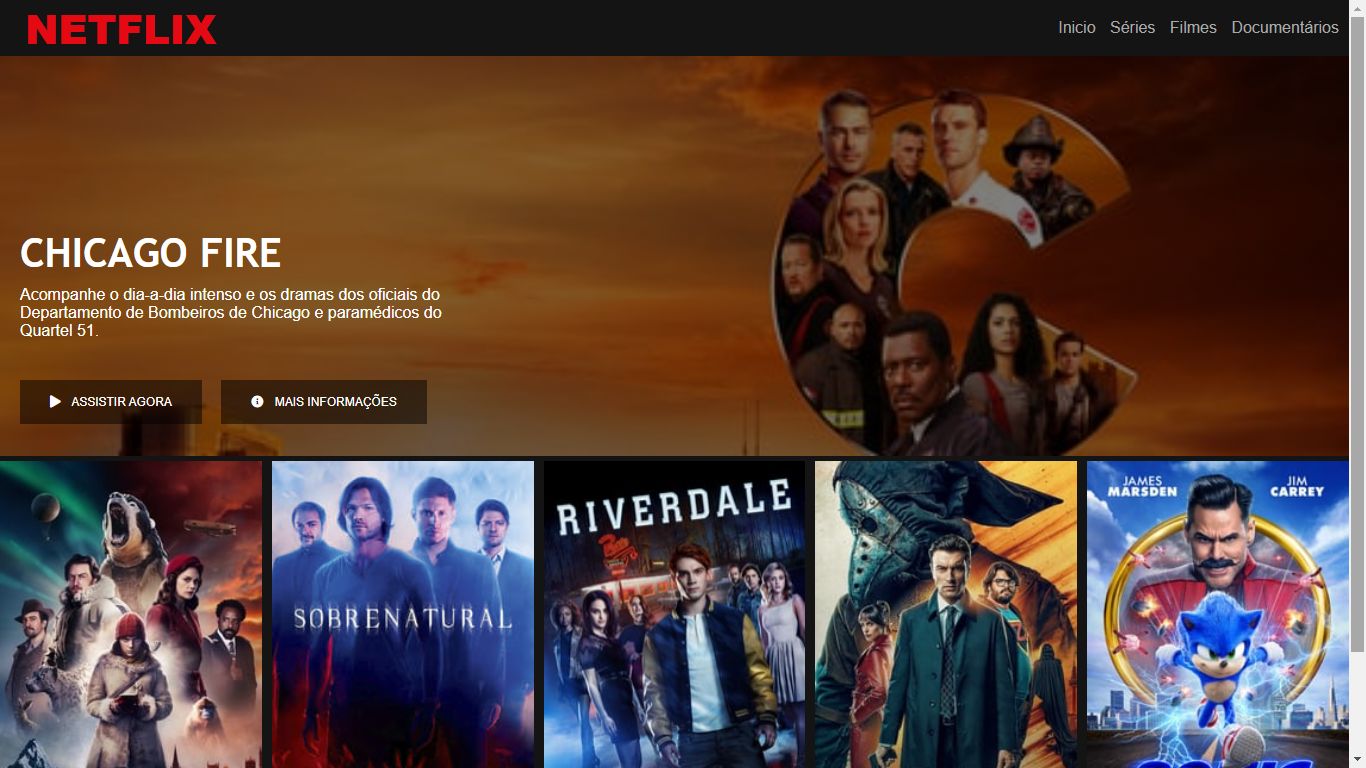 NETFLIX
Inicio Séries Filmes Documentários
CHICAGO FIRE
Acompanhe o dia-a-dia intenso e os dramas dos oficiais do
Departamento de Bombeiros de Chicago e paramédicos do
Quartel 51.
ASSISTIR AGORA
MAIS INFORMAÇÕES
SOBRENATURAL
RIVERDALE
JAMES
MARSDEN
JIM
CARREY